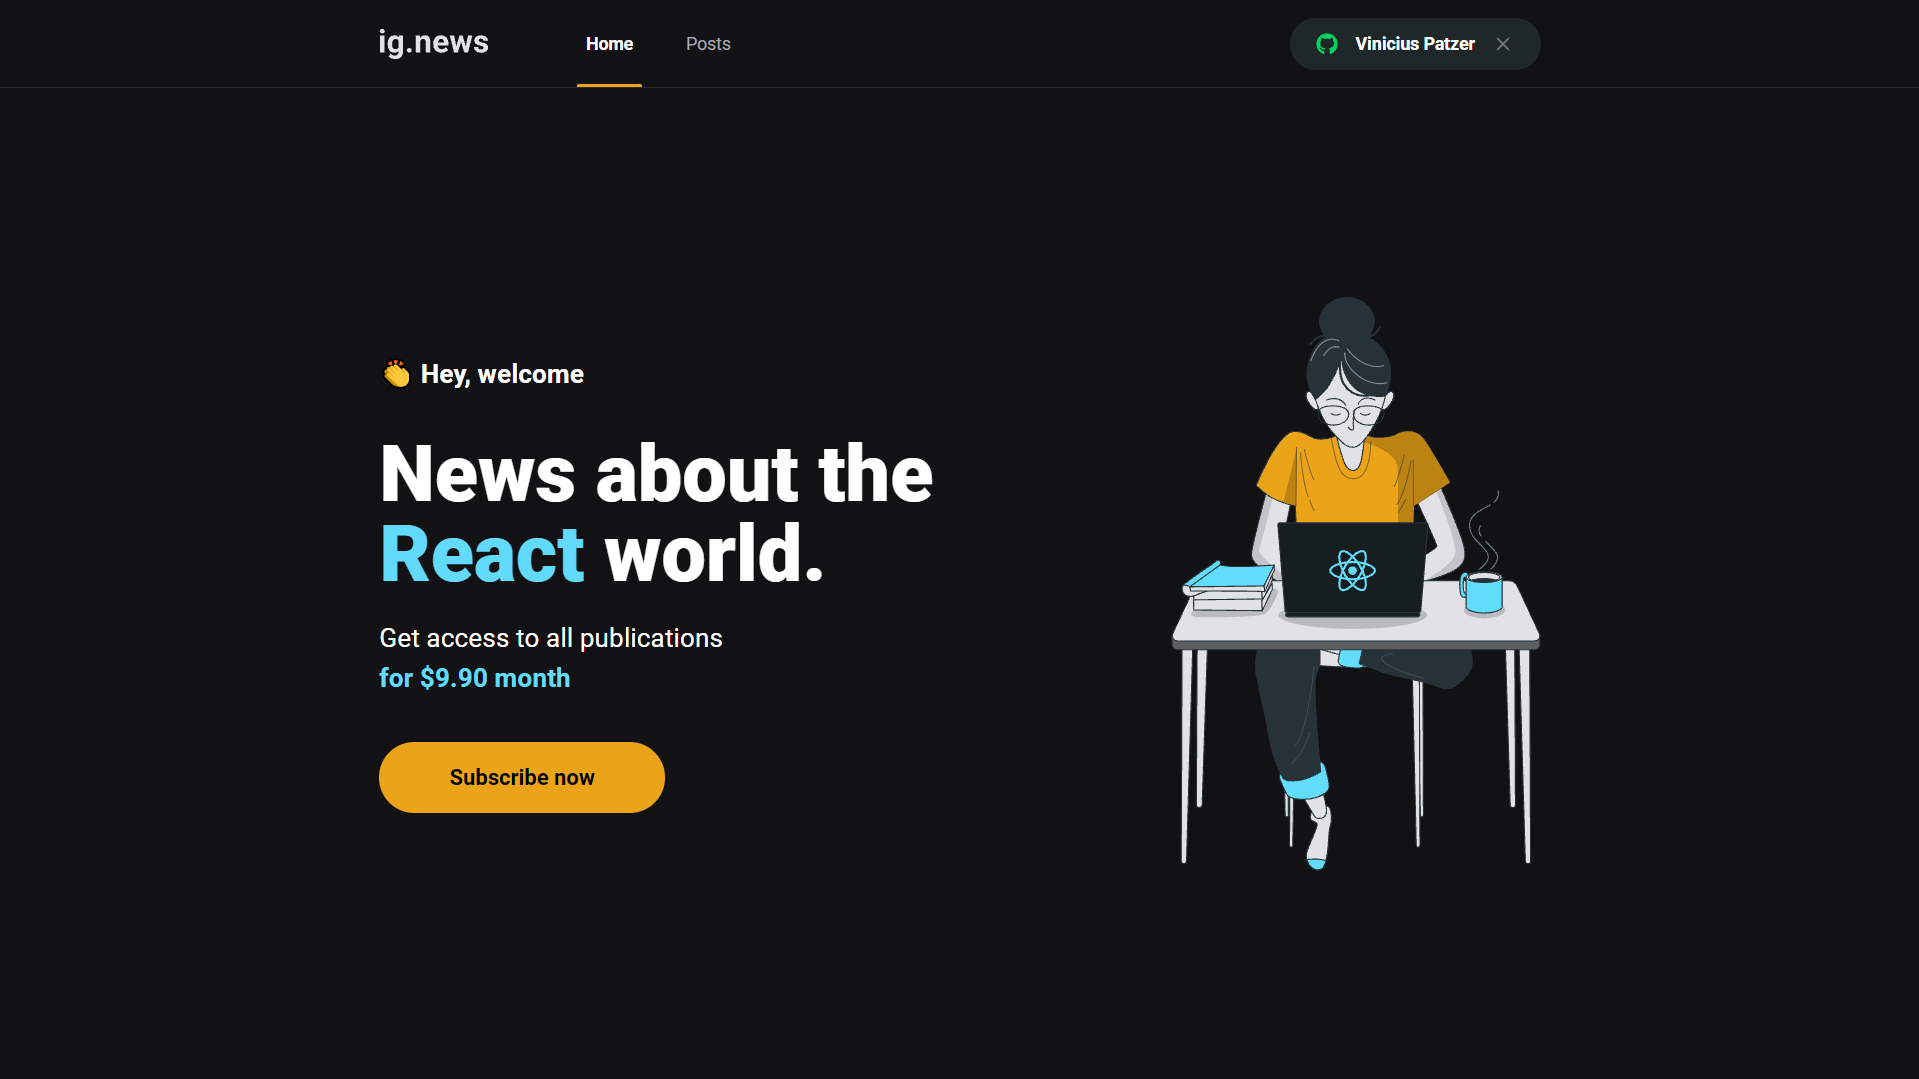 ig.news
Home
Posts
Vinicius Patzer
👏 Hey, welcome
News about the
React world.
Get access to all publications
for $9.90 month
Subscribe now